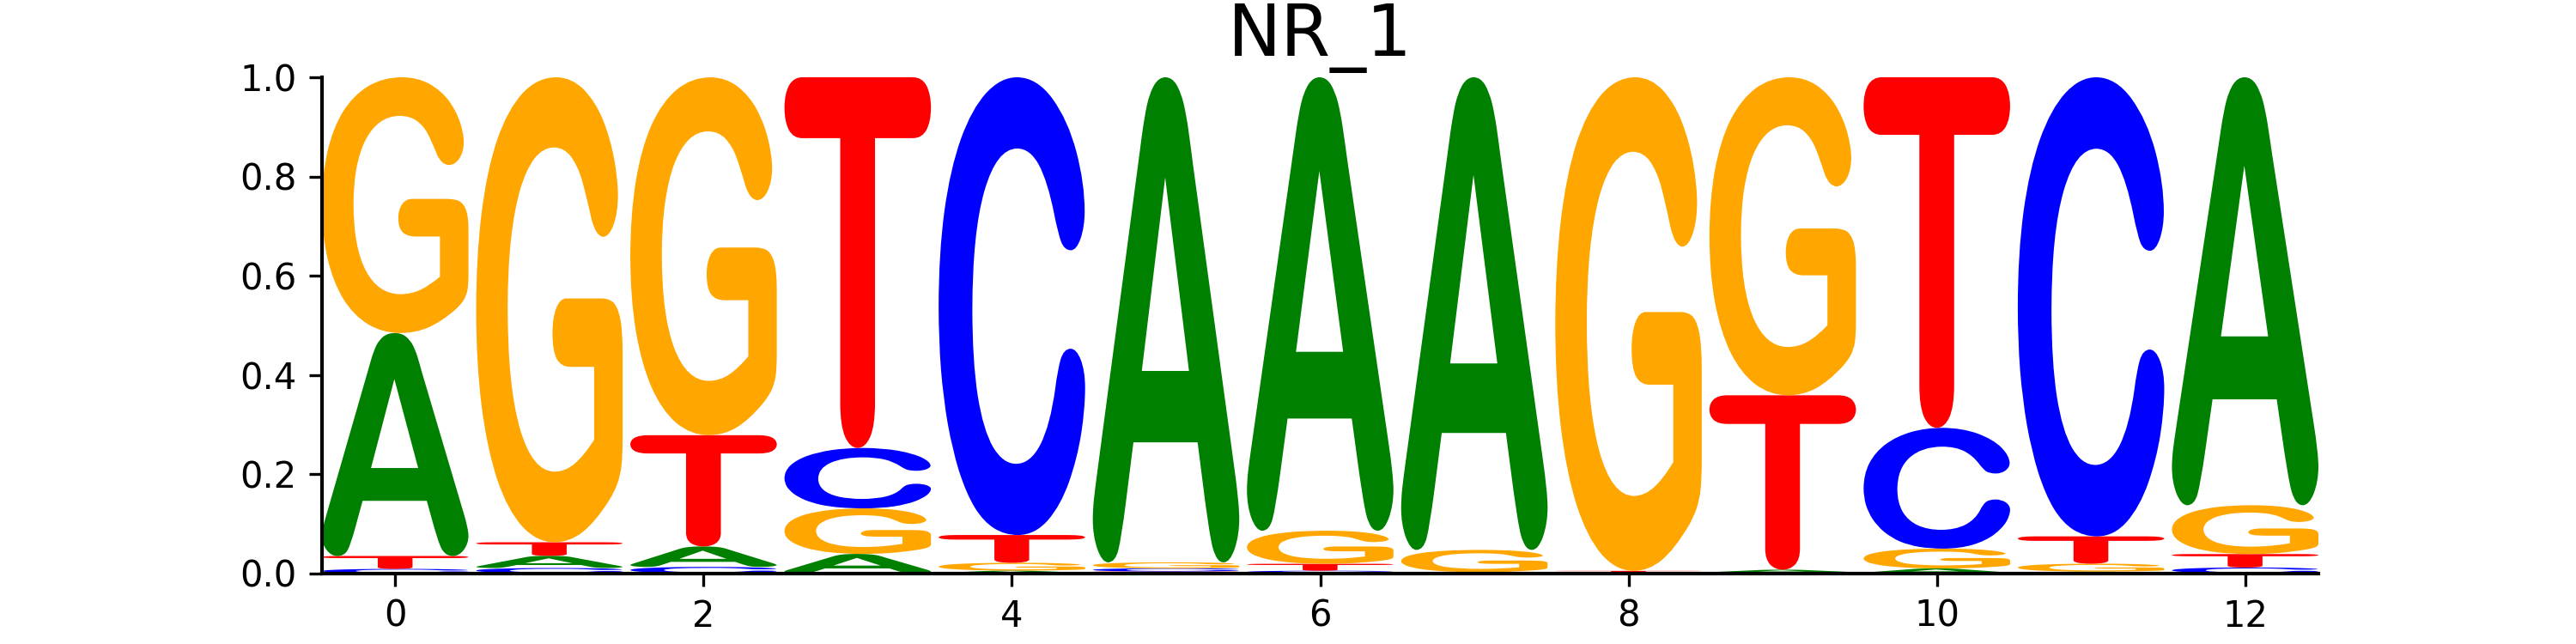 NR_1
1.0
0.8
0.6
0.4
0.2
0.0
G G G T C A A A G G T C A
A T T C T G G T C T G
T A A G G T G G G T
C C C A C
0 2 4 6 8 10 12